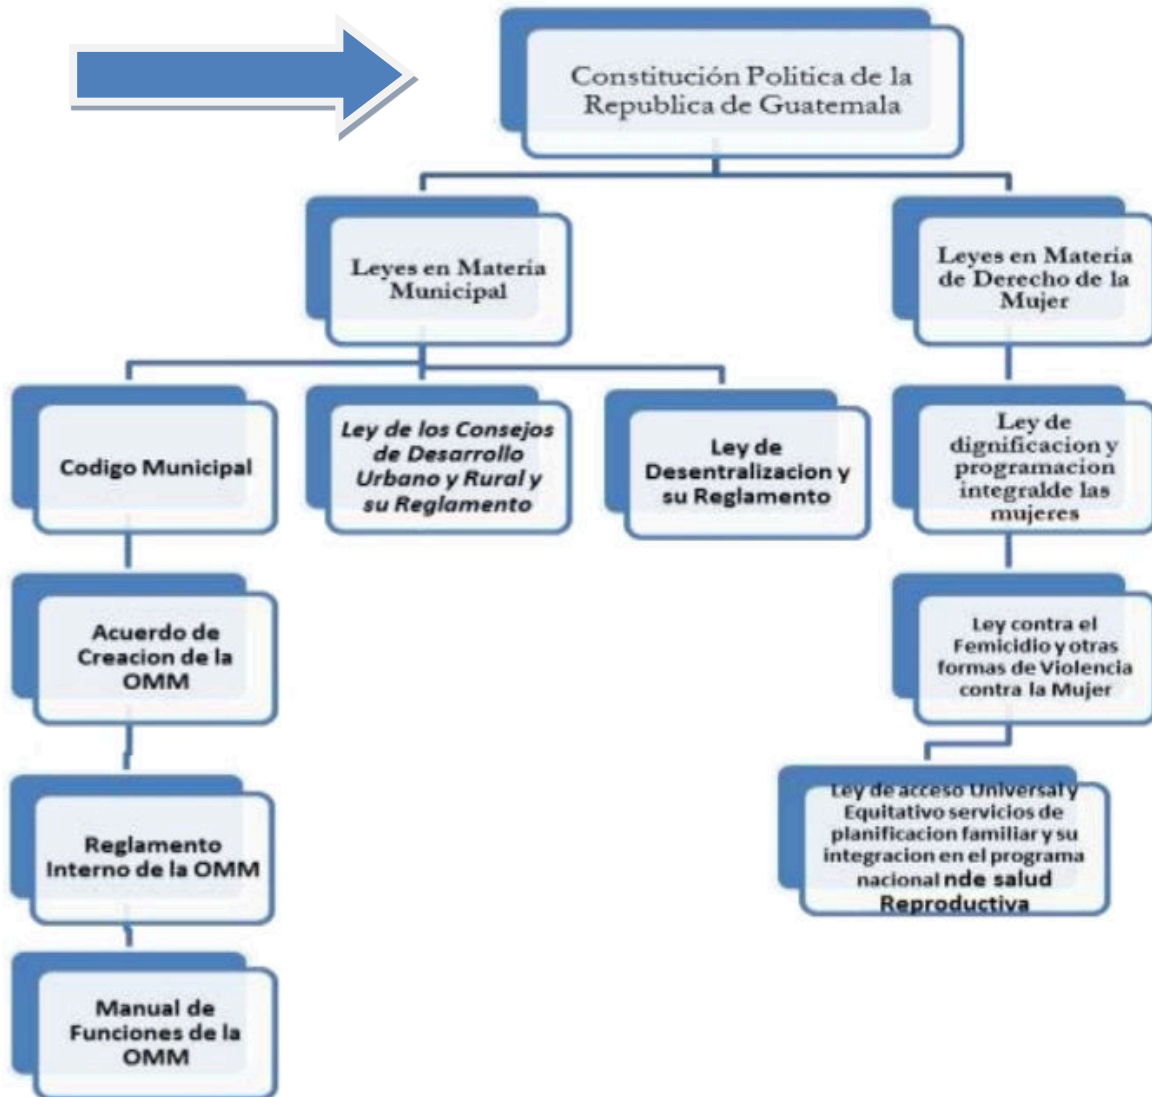 Constitución Politica de la
Republica de Guatemala
Leyes en Materia
Municipal
Leyes en Materia
de Derecho de la
Mujer
Codigo Municipal
Ley de los Consejos
de Desarrollo
Urbano y Rural y
su Reglamento
Ley de
Desentralizacion y
su Reglamento
Ley de
dignificacion y
programacion
integralde las
mujeres
Acuerdo de
Creacion de la
OMM
Ley contra el
Femicidio y otras
formas de Violencia
contra la Mujer
Reglamento
Interno de la OMM
Ley de acceso Universal y
Equitativo servicios de
planificacion familiar y su
integracion en el programa
nacional nde salud
Reproductiva
Manual de
Funciones de la
OMM